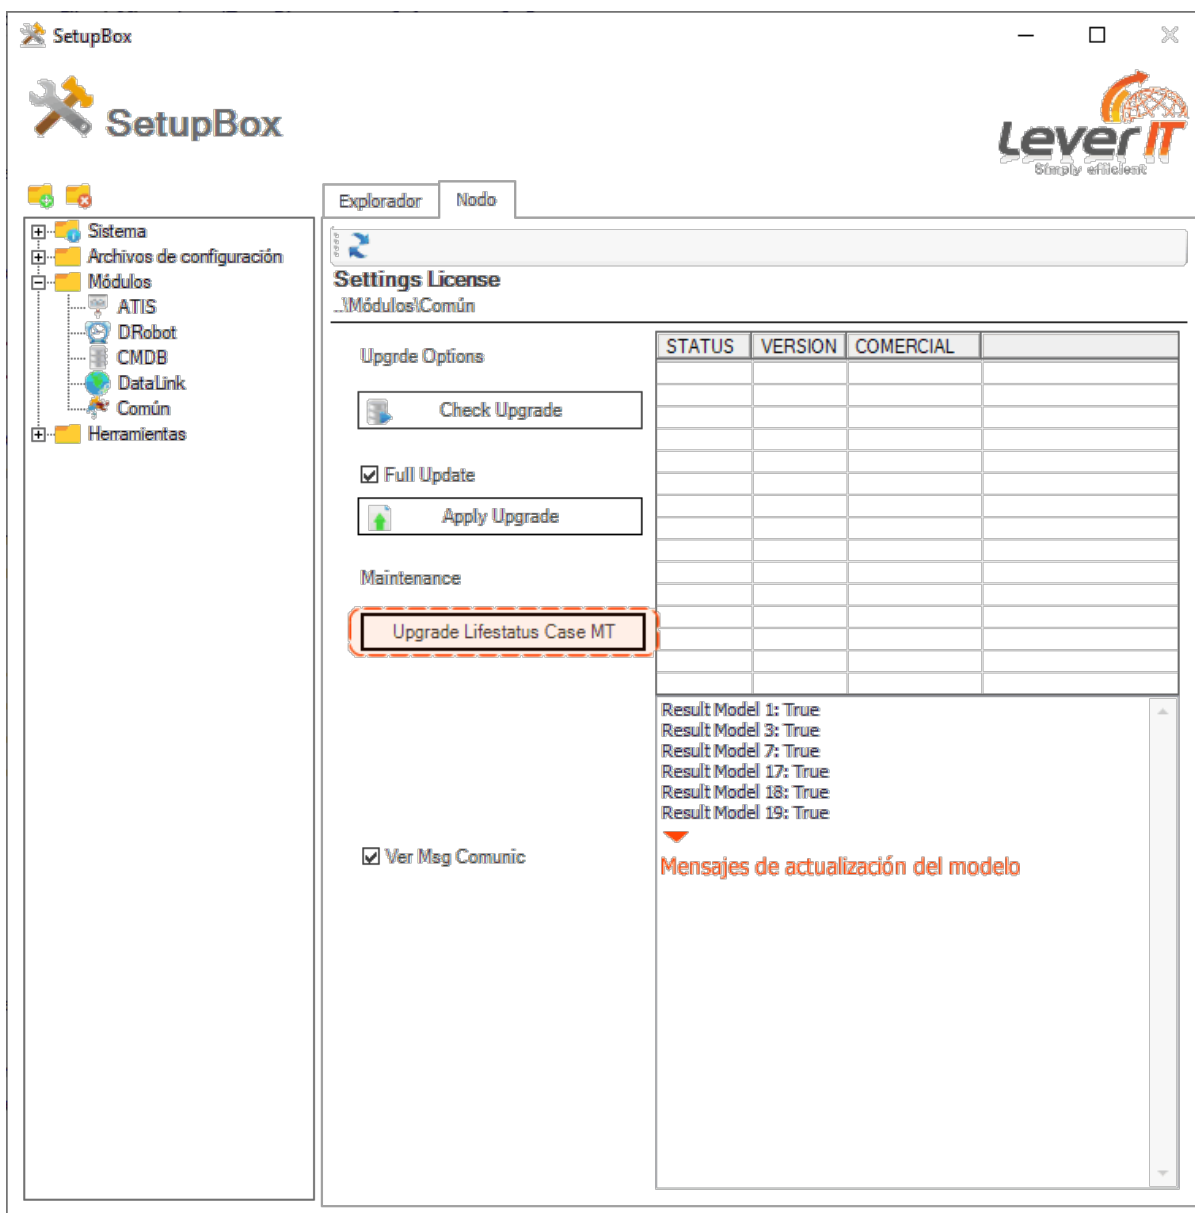 SetupBox
SetupBox
Lever IT
Simply efficient
Explorador
Nodo
Sistema
Archivos de configuración
Módulos
ATIS
DRobot
CMDB
DataLink
Común
Herramientas
Settings License
..\Módulos\Común
Upgrde Options
Check Upgrade
Full Update
Apply Upgrade
Maintenance
Upgrade Lifestatus Case MT
Ver Msg Comunic
STATUS VERSION COMERCIAL
Result Model 1: True
Result Model 3: True
Result Model 7: True
Result Model 17: True
Result Model 18: True
Result Model 19: True
Mensajes de actualización del modelo